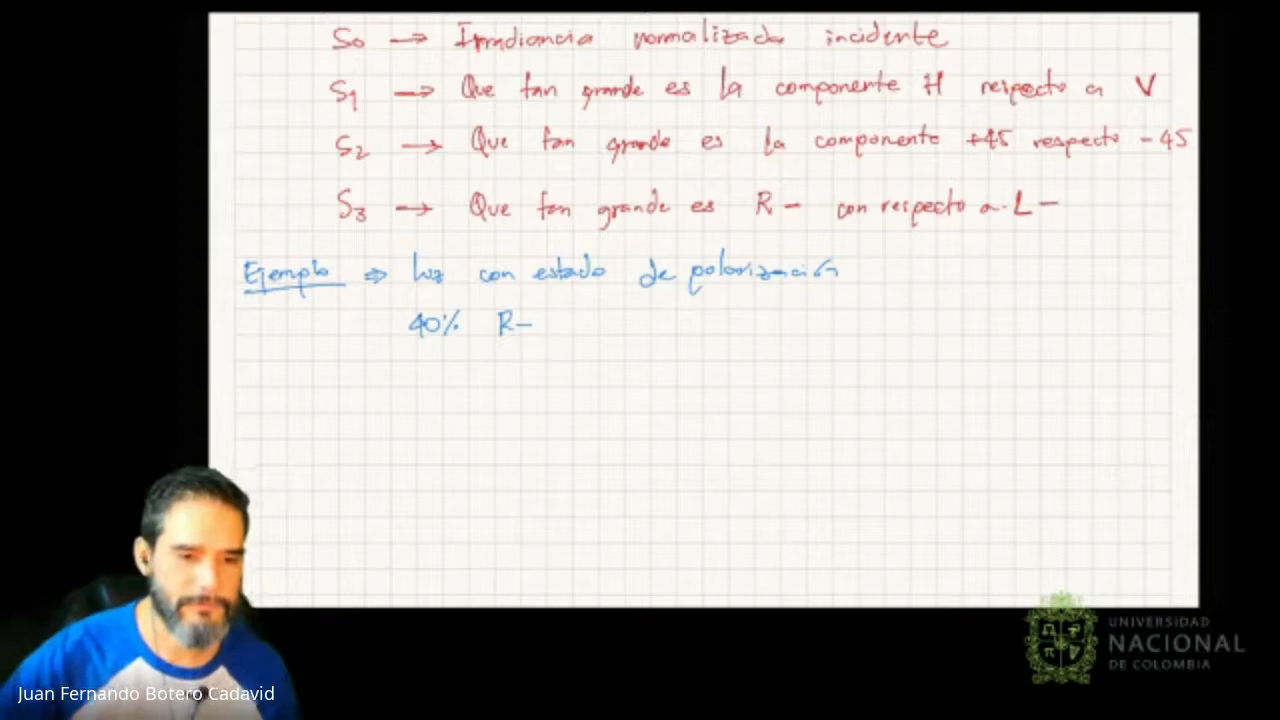 S0 → Irradiancia normalizada incidente
S1 → Que tan grande es la componente H respecto a V
S2 → Que tan grande es la componente +45 respecto -45
S3 → Que tan grande es R - con respecto a L -
Ejemplo ⇒ luz con estado de polarización
40% R-
Juan Fernando Botero Cadavid
UNIVERSIDAD
NACIONAL
DE COLOMBIA